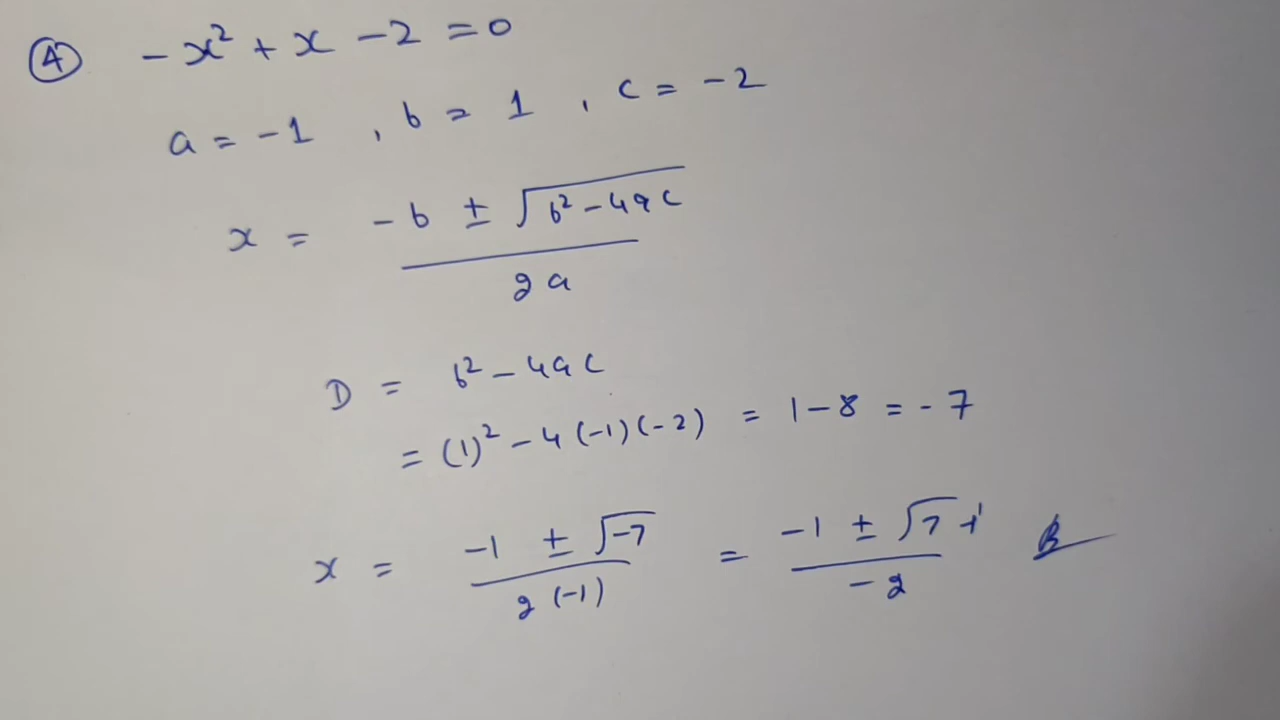 ④ -x² + x - 2 = 0
a = -1 , b = 1 , c = -2
x = (-b ± √(b² - 4ac)) / 2a
D = b² - 4ac
= (1)² - 4(-1)(-2) = 1 - 8 = -7
x = (-1 ± √-7) / 2(-1) = (-1 ± √7 i) / -2